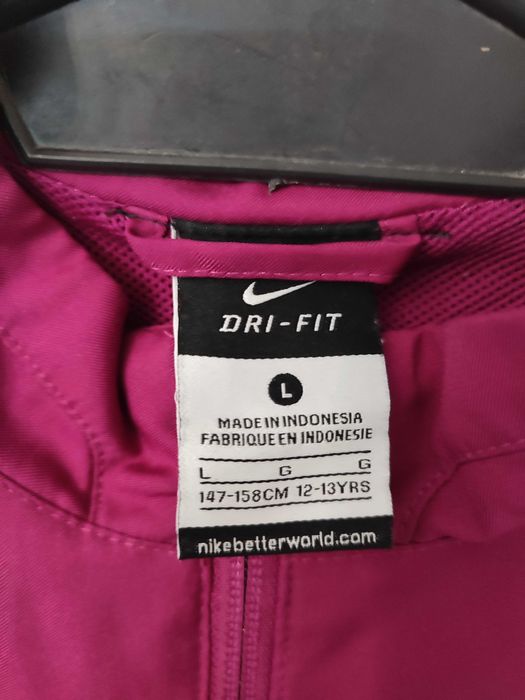 DRI-FIT
L
MADE IN INDONESIA
FABRIQUE EN INDONESIE
L G G
147-158CM 12-13YRS
nikebetterworld.com